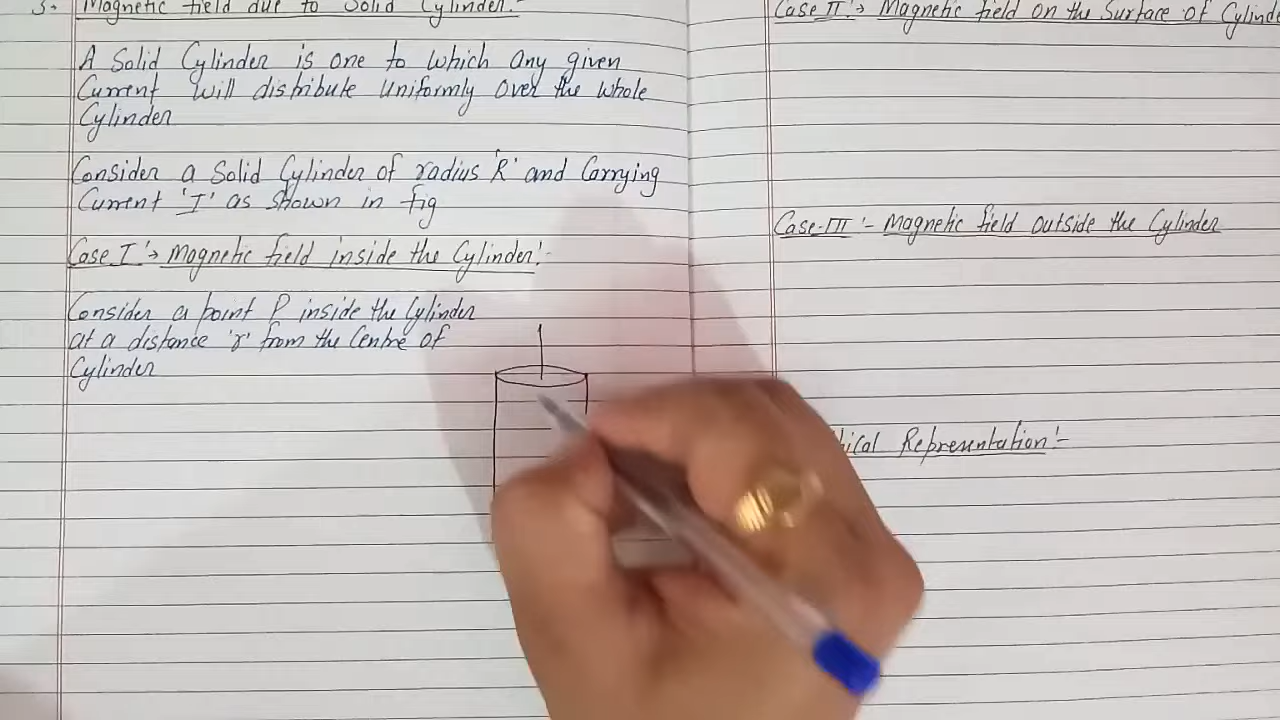 3. Magnetic field due to Solid Cylinder:-
A Solid Cylinder is one to which any given
Current will distribute Uniformly Over the whole
Cylinder
Consider a Solid Cylinder of radius 'R' and Carrying
Current 'I' as shown in fig
Case I :→ Magnetic field inside the Cylinder:-
Consider a point P inside the Cylinder
at a distance 'r' from the Centre of
Cylinder
Case II :→ Magnetic field on the Surface of Cylinde
Case-III :- Magnetic field outside the Cylinder
hical Representation:-